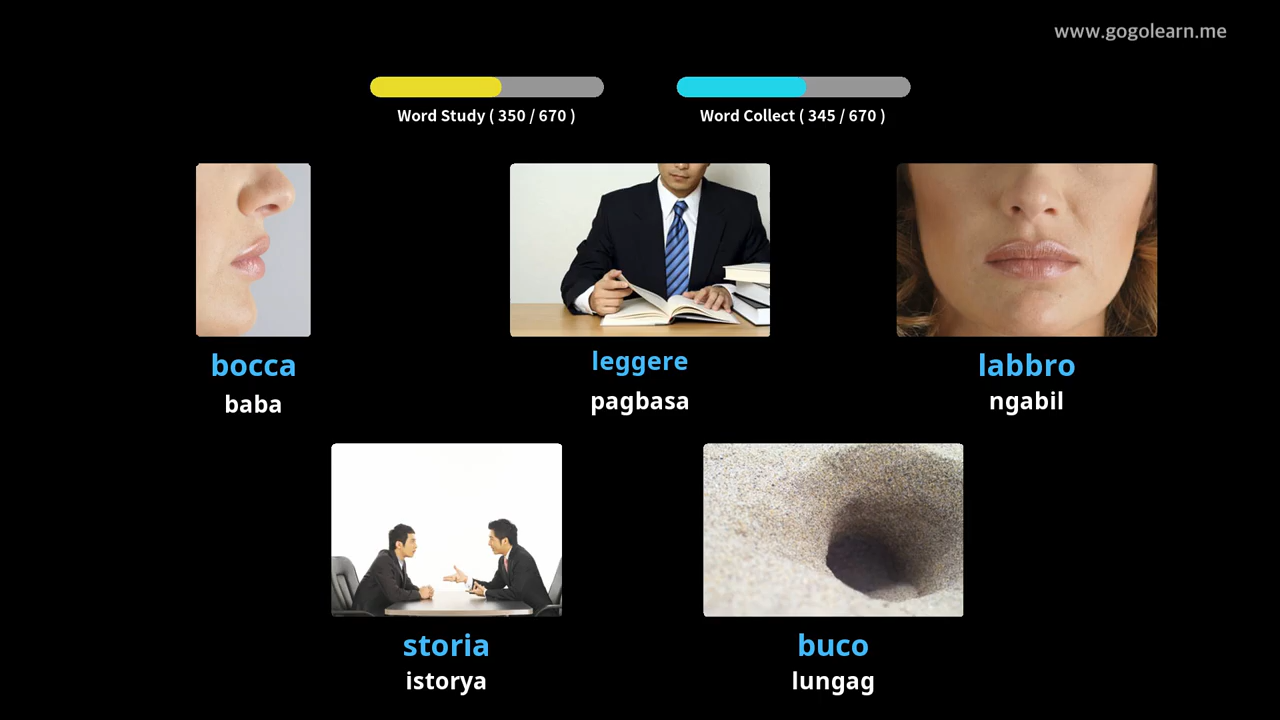 www.gogolearn.me
Word Study ( 350 / 670 )
Word Collect ( 345 / 670 )
bocca
baba
leggere
pagbasa
labbro
ngabil
storia
istorya
buco
lungag